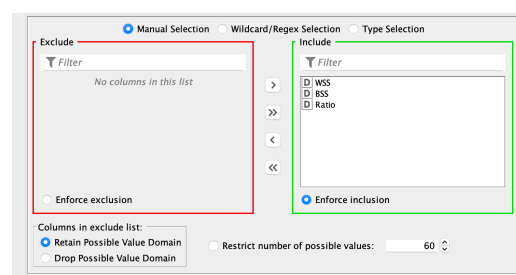 Manual Selection Wildcard/Regex Selection Type Selection
Exclude
Filter
No columns in this list
Enforce exclusion
>
>>
<
<<
Include
Filter
D WSS
D BSS
D Ratio
Enforce inclusion
Columns in exclude list:
Retain Possible Value Domain
Drop Possible Value Domain
Restrict number of possible values: 60